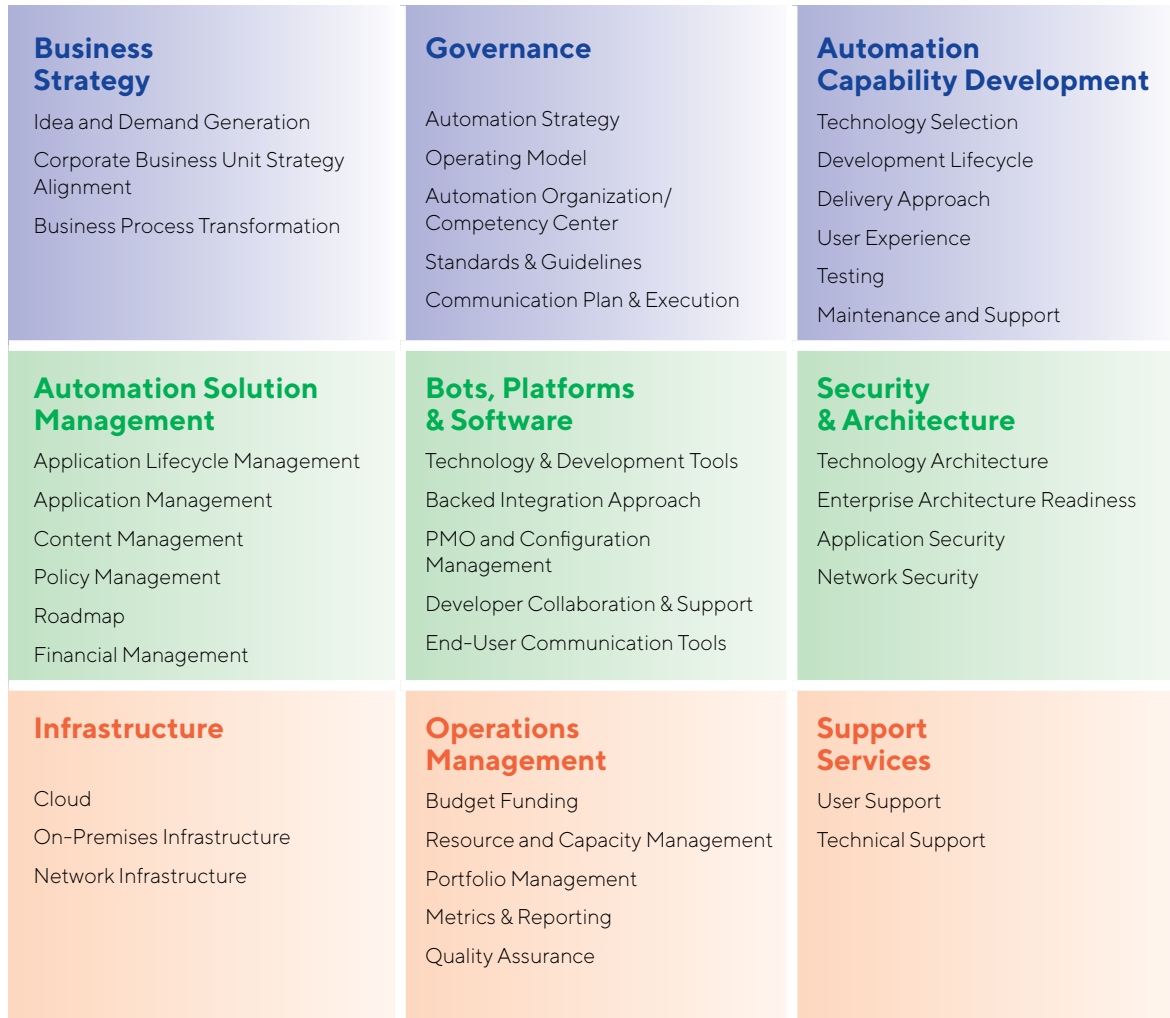 Business
Strategy
Idea and Demand Generation
Corporate Business Unit Strategy
Alignment
Business Process Transformation
Governance
Automation Strategy
Operating Model
Automation Organization/
Competency Center
Standards & Guidelines
Communication Plan & Execution
Automation
Capability Development
Technology Selection
Development Lifecycle
Delivery Approach
User Experience
Testing
Maintenance and Support
Automation Solution
Management
Application Lifecycle Management
Application Management
Content Management
Policy Management
Roadmap
Financial Management
Bots, Platforms
& Software
Technology & Development Tools
Backed Integration Approach
PMO and Configuration
Management
Developer Collaboration & Support
End-User Communication Tools
Security
& Architecture
Technology Architecture
Enterprise Architecture Readiness
Application Security
Network Security
Infrastructure
Cloud
On-Premises Infrastructure
Network Infrastructure
Operations
Management
Budget Funding
Resource and Capacity Management
Portfolio Management
Metrics & Reporting
Quality Assurance
Support
Services
User Support
Technical Support